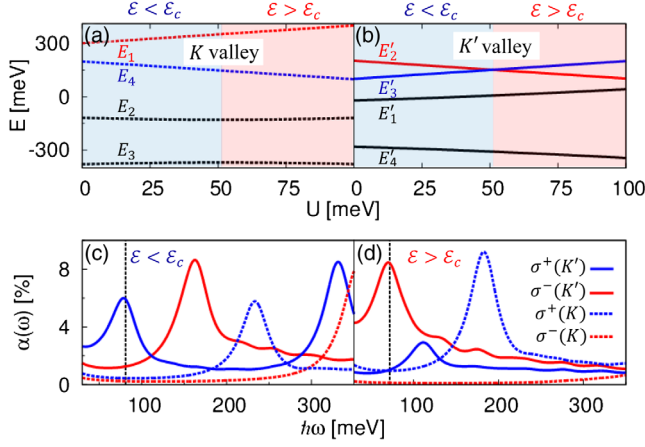 ℰ < ℰc ℰ > ℰc ℰ < ℰc ℰ > ℰc
(a) K valley (b) K′ valley
300
0
-300
E [meV]
E1
E4
E2
E3
E′2
E′3
E′1
E′4
0 25 50 75 0 25 50 75 100
U [meV] U [meV]
(c) ℰ < ℰc (d) ℰ > ℰc
σ+(K′)
σ−(K′)
σ+(K)
σ−(K)
8
4
0
α(ω) [%]
100 200 300 100 200 300
ℏω [meV]